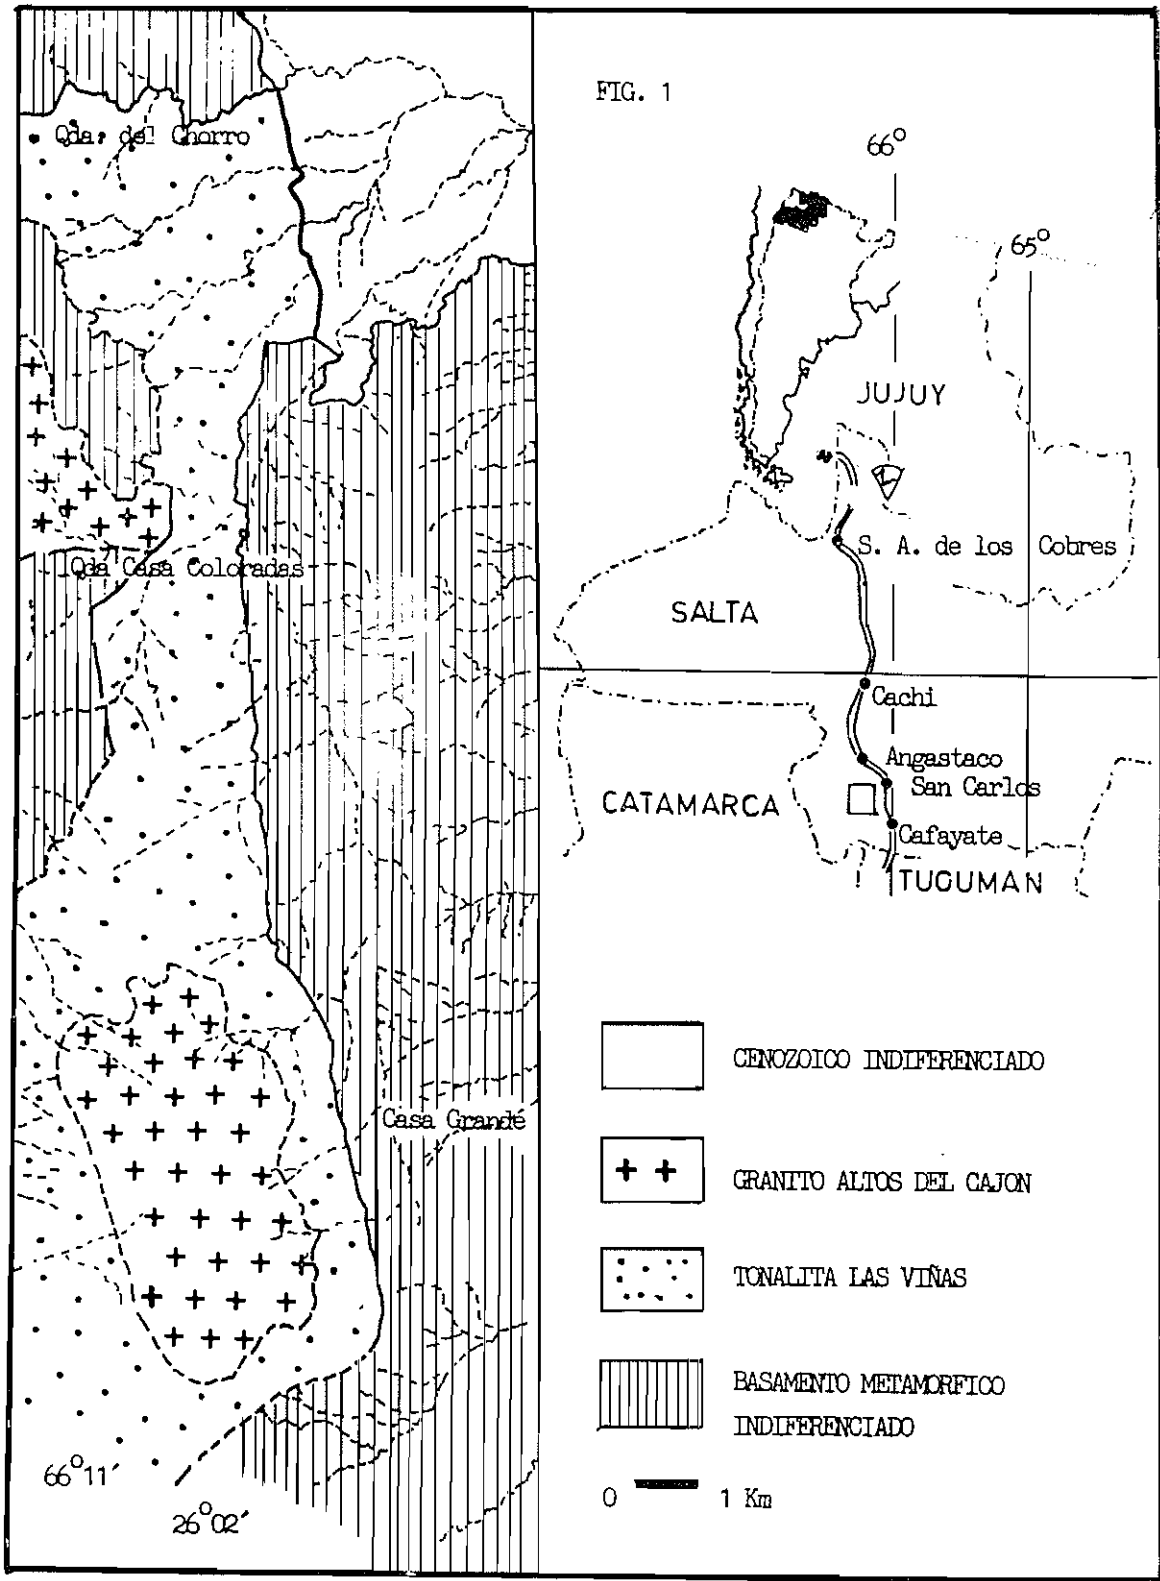 Qda. del Chorro
Qda Casa Coloradas
Casa Grande
66°11'
26°02'
FIG. 1
66°
65°
JUJUY
S. A. de los Cobres
SALTA
Cachi
Angastaco
San Carlos
CATAMARCA
Cafayate
TUCUMAN
CENOZOICO INDIFERENCIADO
GRANITO ALTOS DEL CAJON
TONALITA LAS VIÑAS
BASAMENTO METAMORFICO
INDIFERENCIADO
0 1 Km